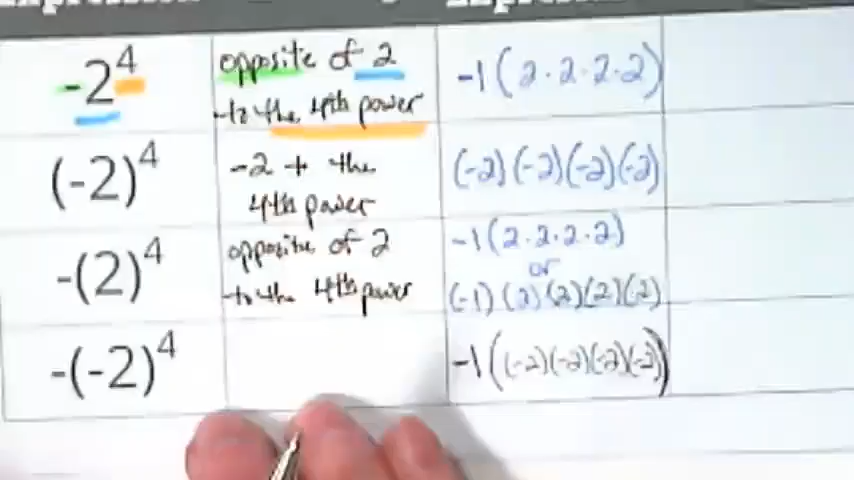 -2⁴
opposite of 2
to the 4th power
-1(2·2·2·2)
(-2)⁴
-2 to the
4th power
(-2)(-2)(-2)(-2)
-(2)⁴
opposite of 2
to the 4th power
-1(2·2·2·2)
or
(-1)(2)(2)(2)(2)
-(-2)⁴
-1((-2)(-2)(-2)(-2))